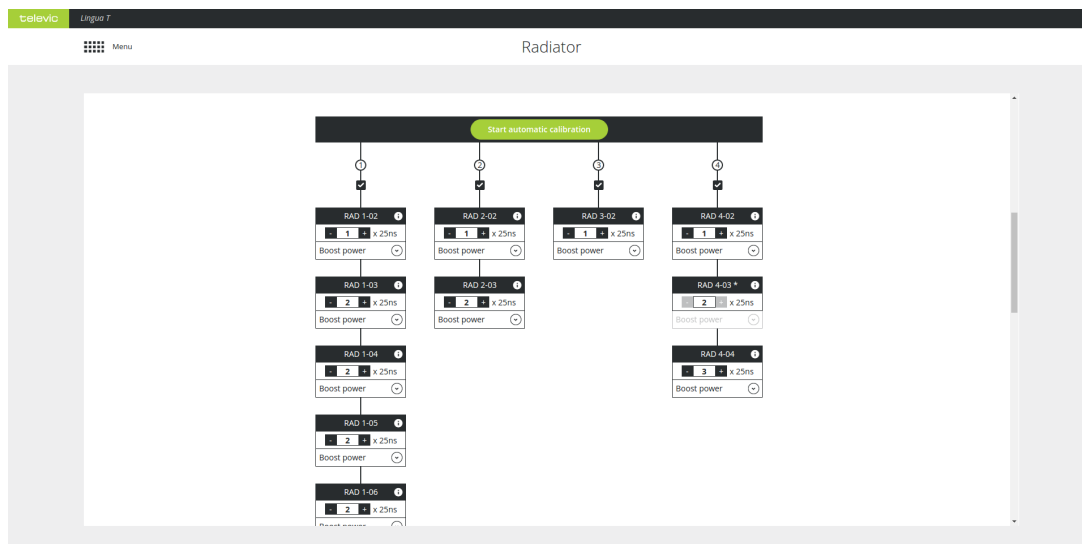 televic Lingua T
Menu
Radiator
Start automatic calibration
1 2 3 4
RAD 1-02 RAD 2-02 RAD 3-02 RAD 4-02
- 1 + x 25ns - 1 + x 25ns - 1 + x 25ns - 1 + x 25ns
Boost power Boost power Boost power Boost power
RAD 1-03 RAD 2-03 RAD 4-03 *
- 2 + x 25ns - 2 + x 25ns - 2 + x 25ns
Boost power Boost power Boost power
RAD 1-04 RAD 4-04
- 2 + x 25ns - 3 + x 25ns
Boost power Boost power
RAD 1-05
- 2 + x 25ns
Boost power
RAD 1-06
- 2 + x 25ns
Boost power